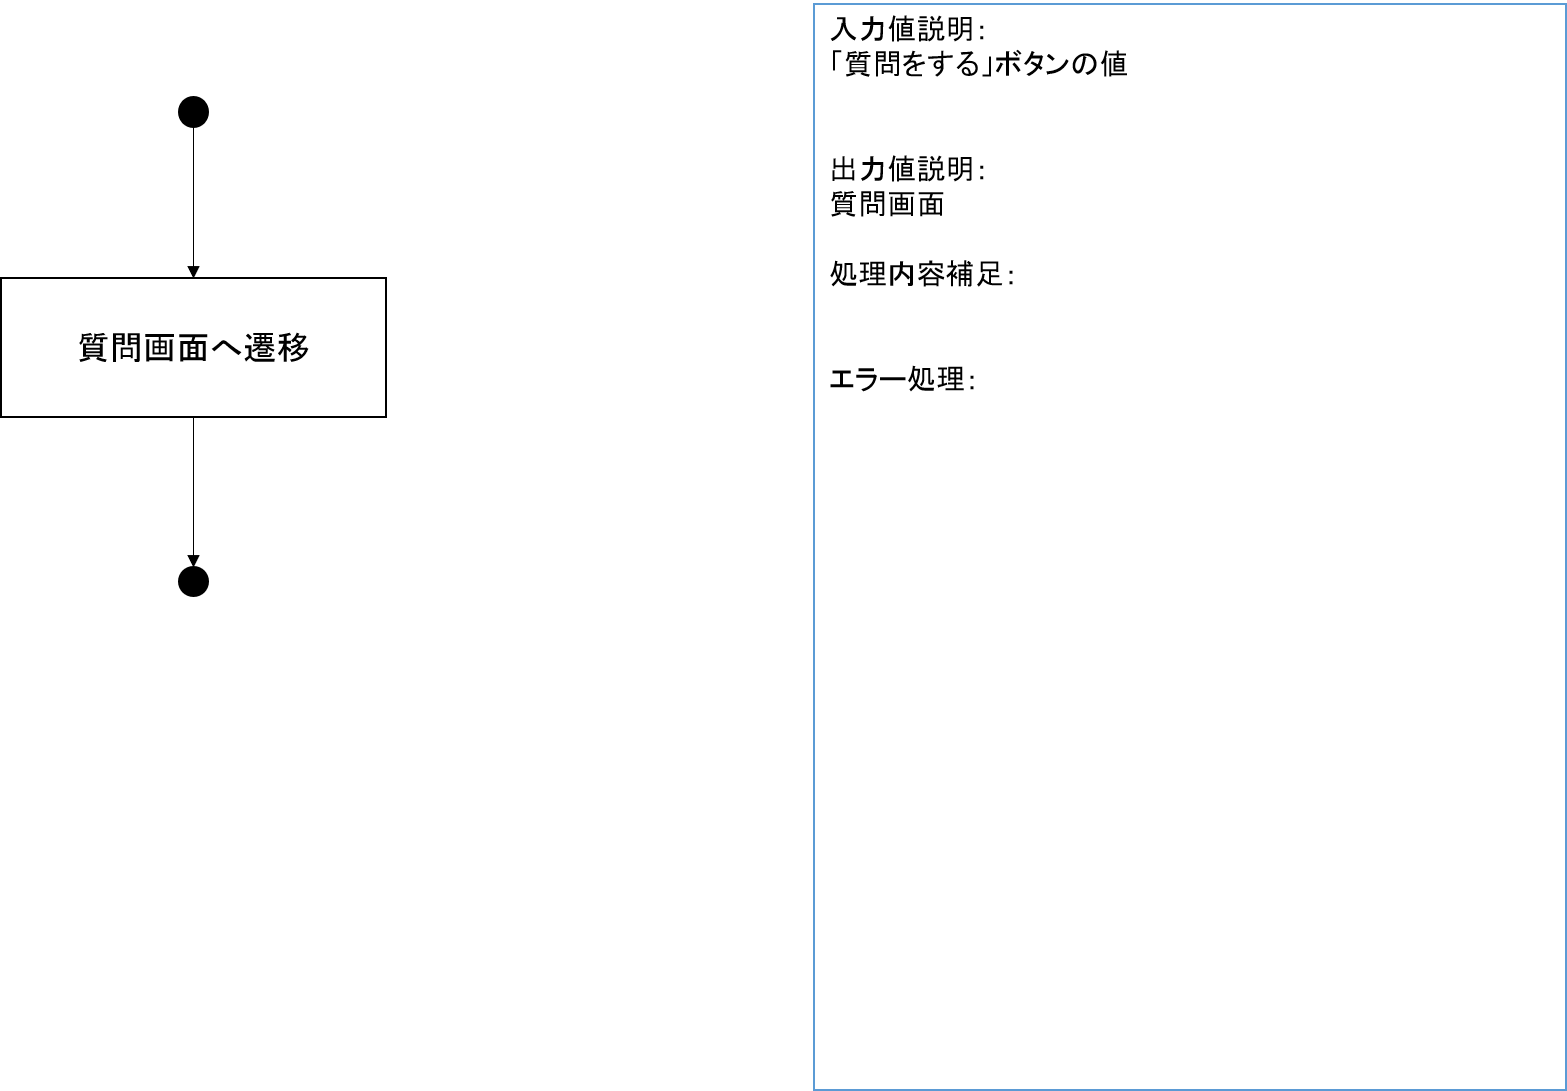 質問画面へ遷移
入力値説明：
「質問をする」ボタンの値
出力値説明：
質問画面
処理内容補足：
エラー処理：